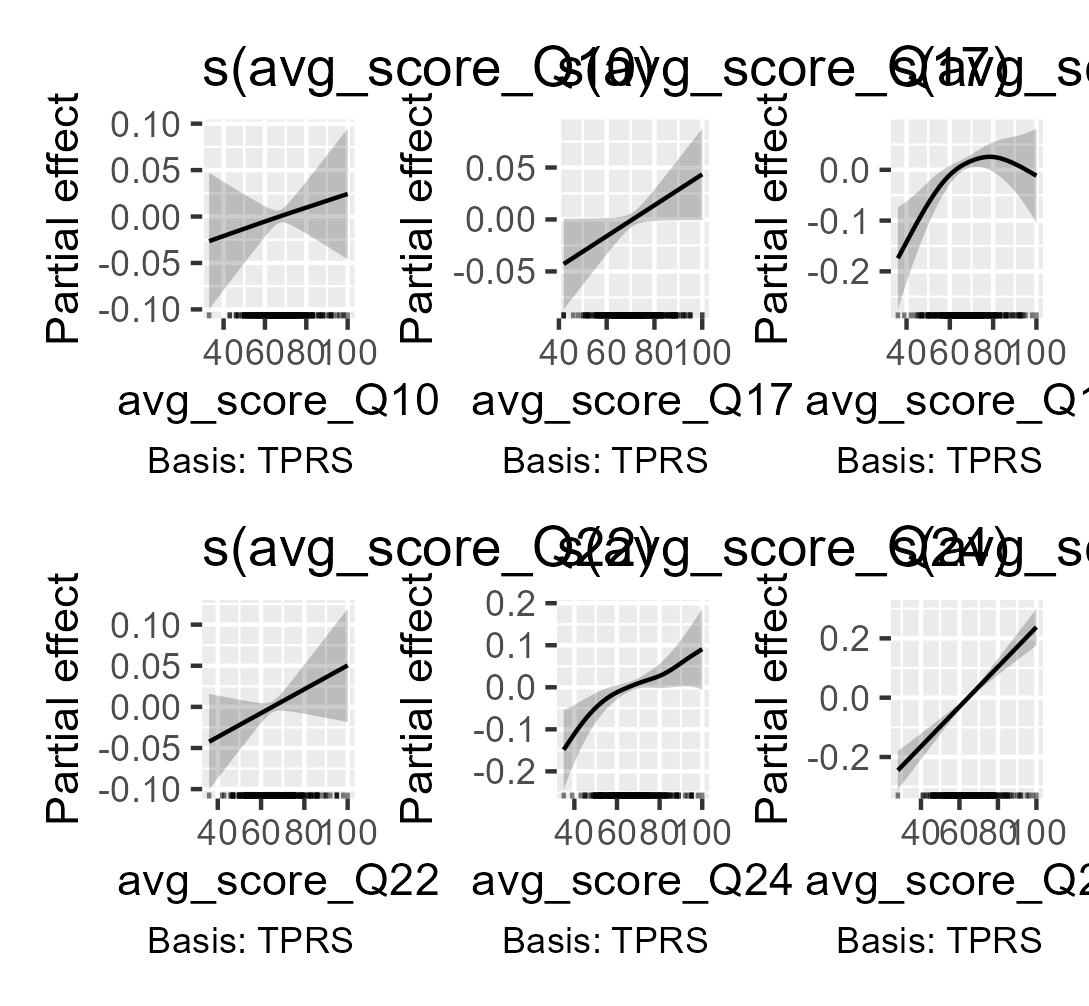 s(avg_score_Q10)
s(avg_score_Q17)
s(avg_sc
Partial effect
0.10
0.05
0.00
-0.05
-0.10
40 60 80 100
avg_score_Q10
Basis: TPRS
Partial effect
0.05
0.00
-0.05
40 60 80 100
avg_score_Q17
Basis: TPRS
Partial effect
0.0
-0.1
-0.2
40 60 80 100
avg_score_Q1
Basis: TPRS
s(avg_score_Q22)
s(avg_score_Q24)
s(avg_sc
Partial effect
0.10
0.05
0.00
-0.05
-0.10
40 60 80 100
avg_score_Q22
Basis: TPRS
Partial effect
0.2
0.1
0.0
-0.1
-0.2
40 60 80 100
avg_score_Q24
Basis: TPRS
Partial effect
0.2
0.0
-0.2
40 60 80 100
avg_score_Q2
Basis: TPRS